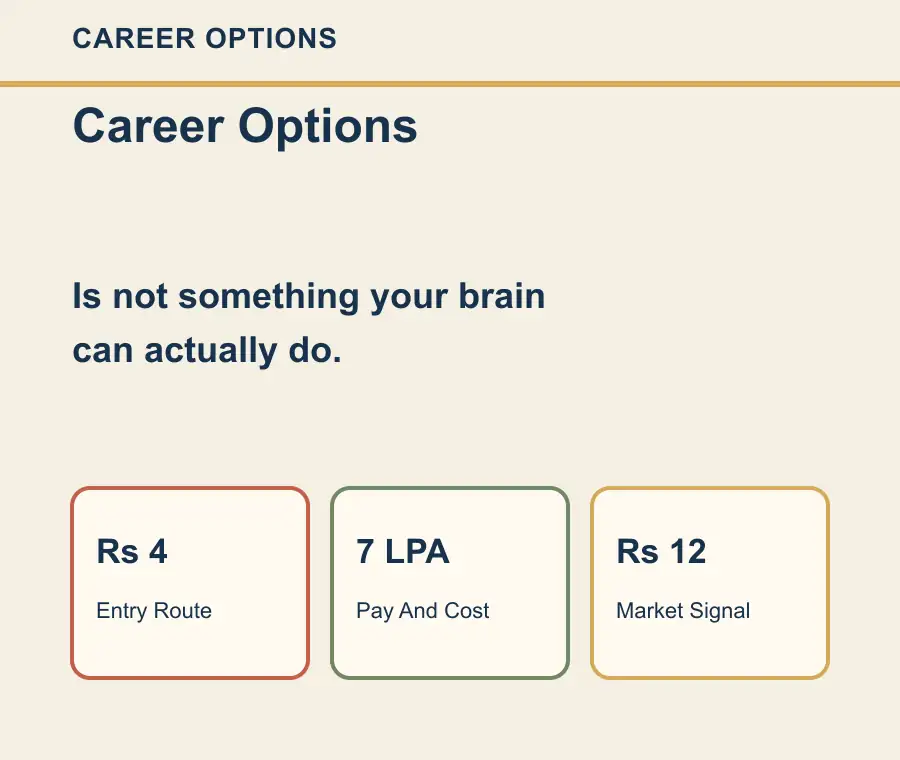 CAREER OPTIONS
Career Options
Is not something your brain
can actually do.
Rs 4
Entry Route
7 LPA
Pay And Cost
Rs 12
Market Signal